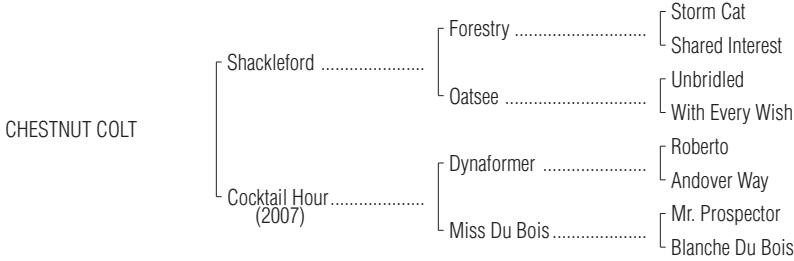 Storm Cat
Forestry ............................
Shared Interest
Shackleford ......................
Unbridled
Oatsee ..............................
With Every Wish
CHESTNUT COLT
Roberto
Dynaformer ......................
Andover Way
Cocktail Hour....................
(2007)
Mr. Prospector
Miss Du Bois....................
Blanche Du Bois